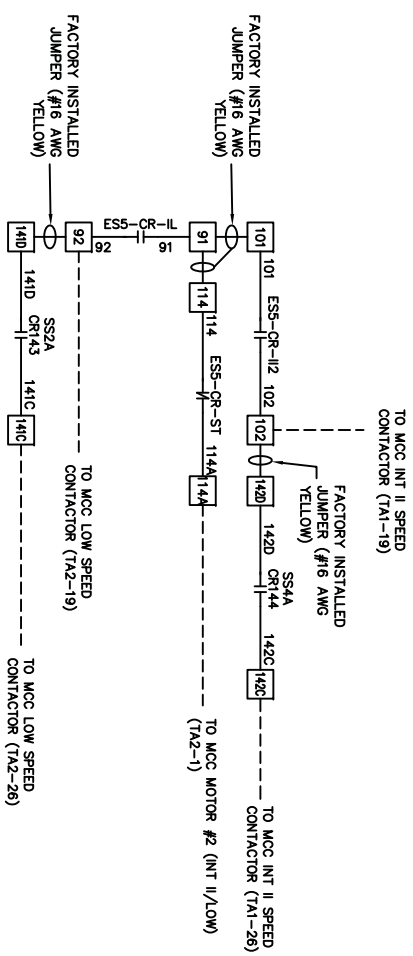 TO MCC INT II SPEED
CONTACTOR (TA1-19)
FACTORY INSTALLED
JUMPER (#16 AWG
YELLOW)
FACTORY INSTALLED
JUMPER (#16 AWG
YELLOW)
101
101
ES5-CR-II2
102
102
142D
142D
SS4A
CR144
142C
142C
TO MCC INT II SPEED
CONTACTOR (TA1-26)
91
114
114
ES5-CR-ST
114A
114A
TO MCC MOTOR #2 (INT II/LOW)
(TA2-1)
91
ES5-CR-IL
92
92
TO MCC LOW SPEED
CONTACTOR (TA2-19)
FACTORY INSTALLED
JUMPER (#16 AWG
YELLOW)
141D
141D
SS2A
CR143
141C
141C
TO MCC LOW SPEED
CONTACTOR (TA2-26)